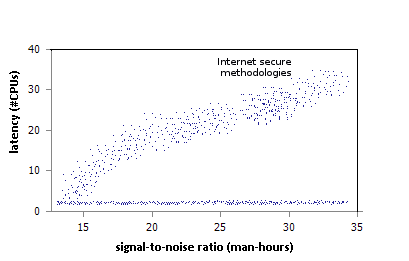 40
30
20
10
0
latency (#CPUs)
Internet secure
methodologies
15
20
25
30
35
signal-to-noise ratio (man-hours)